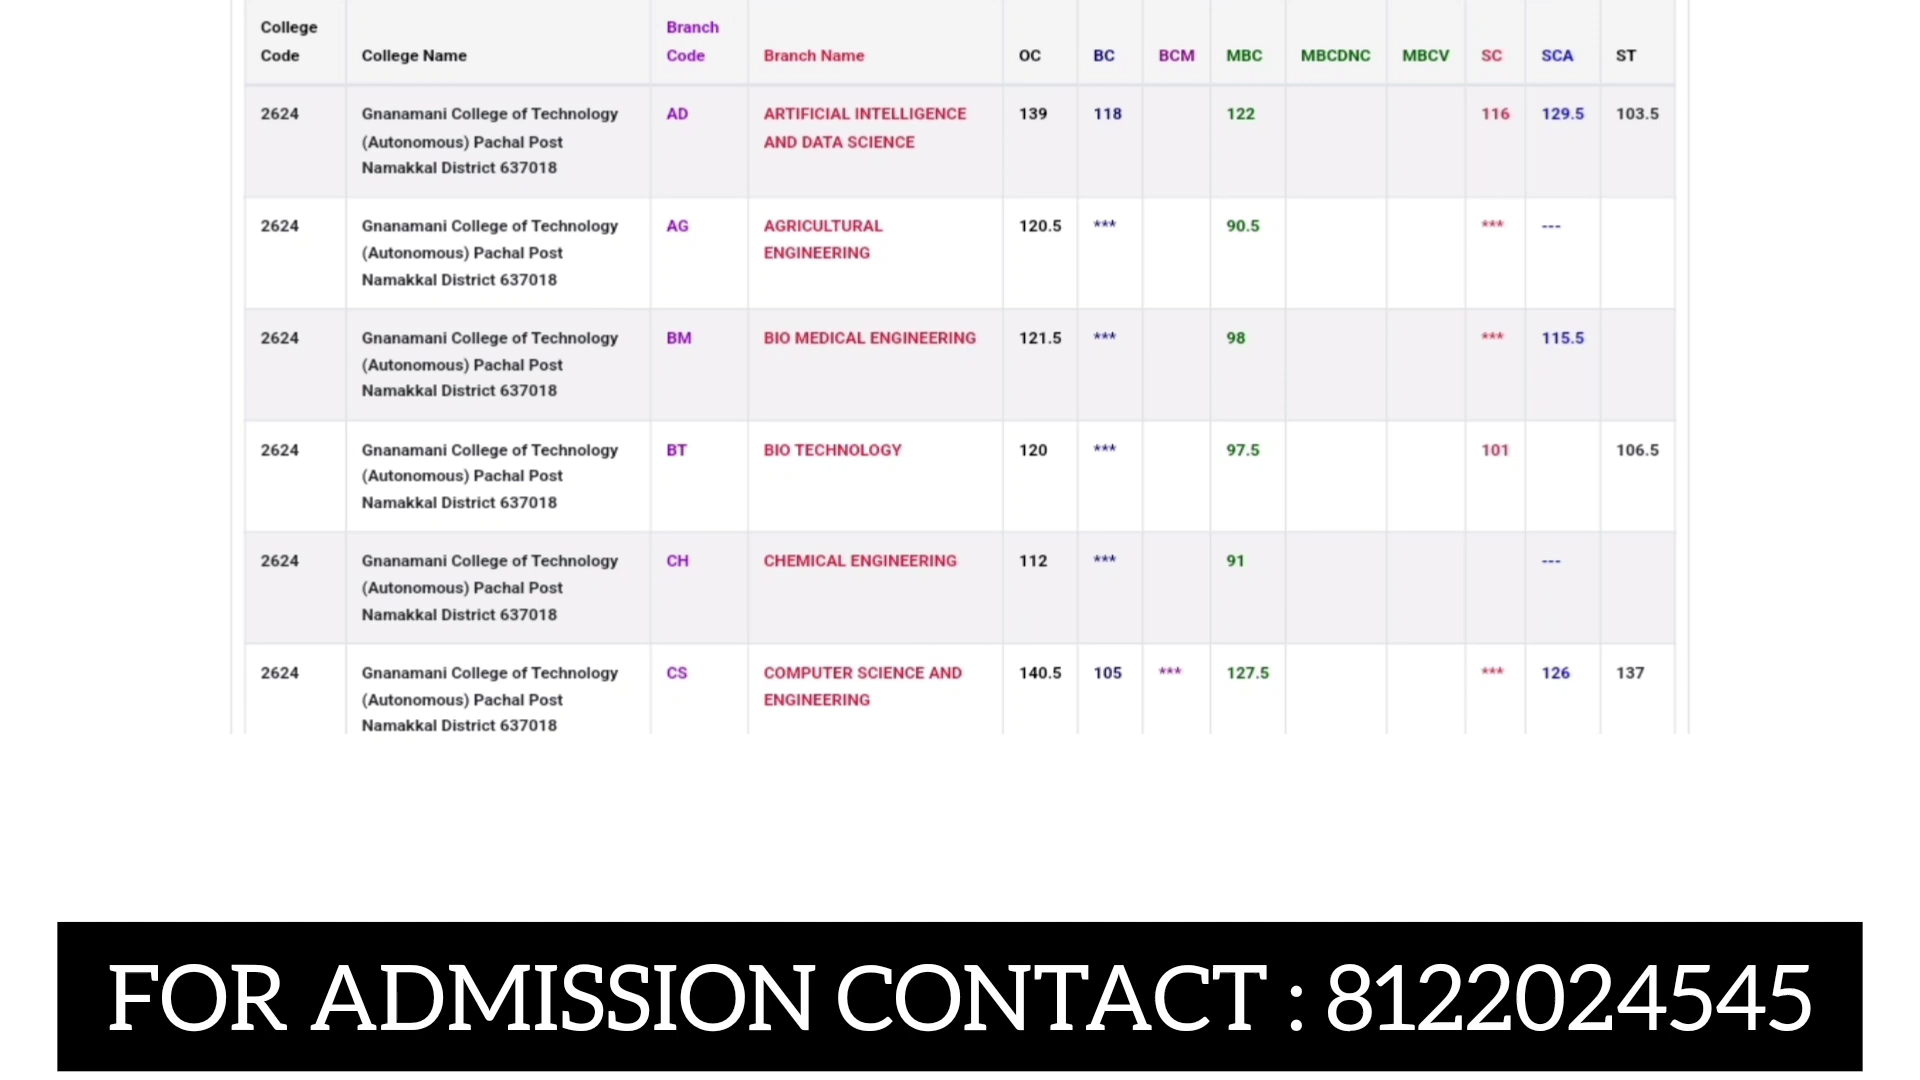 College Code College Name Branch Code Branch Name OC BC BCM MBC MBCDNC MBCV SC SCA ST
2624 Gnanamani College of Technology AD ARTIFICIAL INTELLIGENCE 139 118 122 116 129.5 103.5
(Autonomous) Pachal Post AND DATA SCIENCE
Namakkal District 637018
2624 Gnanamani College of Technology AG AGRICULTURAL 120.5 *** 90.5 *** ---
(Autonomous) Pachal Post ENGINEERING
Namakkal District 637018
2624 Gnanamani College of Technology BM BIO MEDICAL ENGINEERING 121.5 *** 98 *** 115.5
(Autonomous) Pachal Post
Namakkal District 637018
2624 Gnanamani College of Technology BT BIO TECHNOLOGY 120 *** 97.5 101 106.5
(Autonomous) Pachal Post
Namakkal District 637018
2624 Gnanamani College of Technology CH CHEMICAL ENGINEERING 112 *** 91 ---
(Autonomous) Pachal Post
Namakkal District 637018
2624 Gnanamani College of Technology CS COMPUTER SCIENCE AND 140.5 105 *** 127.5 *** 126 137
(Autonomous) Pachal Post ENGINEERING
Namakkal District 637018
FOR ADMISSION CONTACT : 8122024545